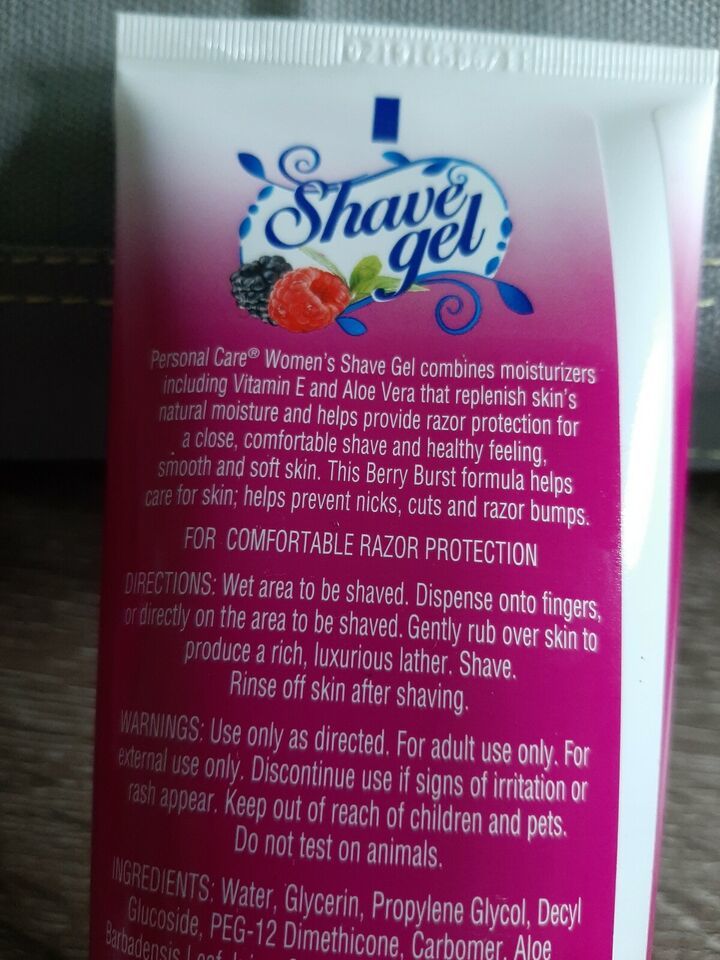 Shave
gel
Personal Care® Women's Shave Gel combines moisturizers
including Vitamin E and Aloe Vera that replenish skin's
natural moisture and helps provide razor protection for
a close, comfortable shave and healthy feeling,
smooth and soft skin. This Berry Burst formula helps
care for skin; helps prevent nicks, cuts and razor bumps.
FOR COMFORTABLE RAZOR PROTECTION
DIRECTIONS: Wet area to be shaved. Dispense onto fingers,
or directly on the area to be shaved. Gently rub over skin to
produce a rich, luxurious lather. Shave.
Rinse off skin after shaving.
WARNINGS: Use only as directed. For adult use only. For
external use only. Discontinue use if signs of irritation or
rash appear. Keep out of reach of children and pets.
Do not test on animals.
INGREDIENTS: Water, Glycerin, Propylene Glycol, Decyl
Glucoside, PEG-12 Dimethicone, Carbomer, Aloe
Barbadensis Leaf